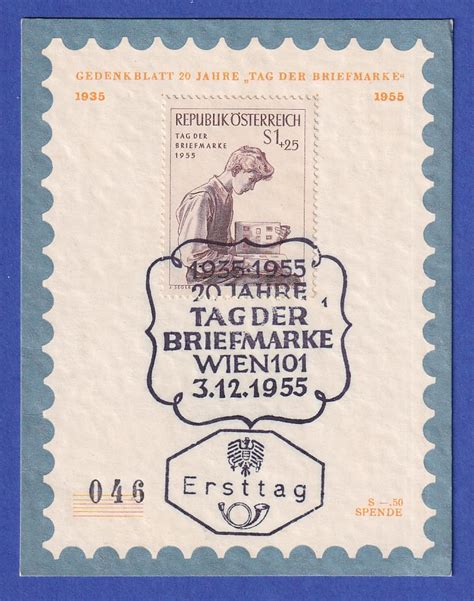 GEDENKBLATT 20 JAHRE „TAG DER BRIEFMARKE“
1935 1955
REPUBLIK ÖSTERREICH
TAG DER
BRIEFMARKE
1955
S1+25
1935-1955
20 JAHRE
1
TAG DER
BRIEFMARKE
WIEN 101
3.12.1955
Ersttag
046
S —.50
SPENDE